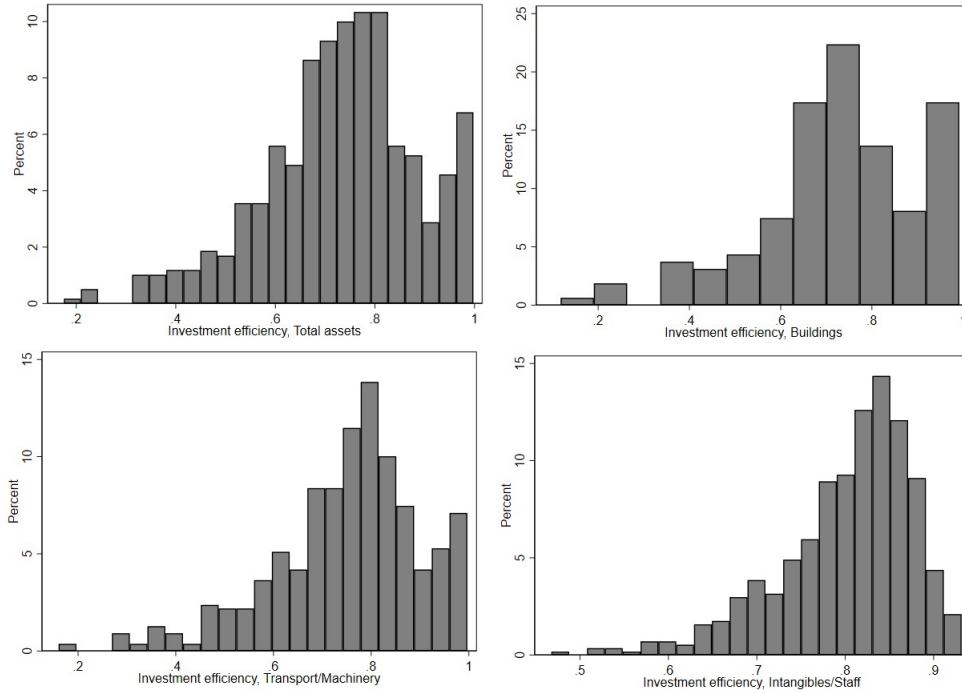 10
8
6
4
2
0
Percent
.2 .4 .6 .8 1
Investment efficiency, Total assets
25
20
15
10
5
0
Percent
.2 .4 .6 .8 1
Investment efficiency, Buildings
15
10
5
0
Percent
.2 .4 .6 .8 1
Investment efficiency, Transport/Machinery
15
10
5
0
Percent
.5 .6 .7 .8 .9
Investment efficiency, Intangibles/Staff